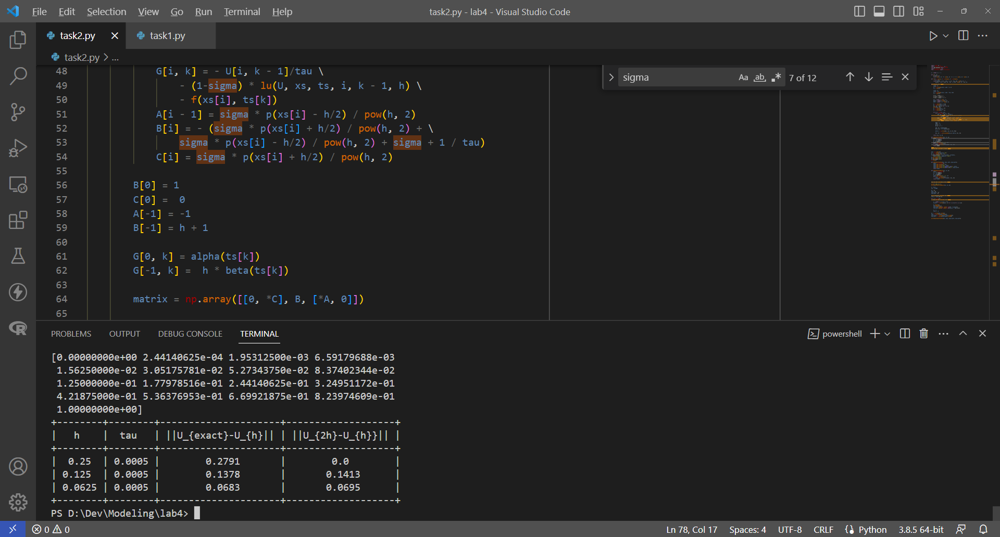 File Edit Selection View Go Run Terminal Help
task2.py - lab4 - Visual Studio Code
task2.py
task1.py
task2.py > ...
sigma
Aa ab
7 of 12
48 G[i, k] = - U[i, k - 1]/tau \
49 - (1-sigma) * lu(U, xs, ts, i, k - 1, h) \
50 - f(xs[i], ts[k])
51 A[i - 1] = sigma * p(xs[i] - h/2) / pow(h, 2)
52 B[i] = - (sigma * p(xs[i] + h/2) / pow(h, 2) + \
53 sigma * p(xs[i] - h/2) / pow(h, 2) + sigma + 1 / tau)
54 C[i] = sigma * p(xs[i] + h/2) / pow(h, 2)
55
56 B[0] = 1
57 C[0] =  0
58 A[-1] = -1
59 B[-1] = h + 1
60
61 G[0, k] = alpha(ts[k])
62 G[-1, k] =  h * beta(ts[k])
63
64 matrix = np.array([[0, *C], B, [*A, 0]])
65
PROBLEMS OUTPUT DEBUG CONSOLE TERMINAL
powershell
[0.00000000e+00 2.44140625e-04 1.95312500e-03 6.59179688e-03
1.56250000e-02 3.05175781e-02 5.27343750e-02 8.37402344e-02
1.25000000e-01 1.77978516e-01 2.44140625e-01 3.24951172e-01
4.21875000e-01 5.36376953e-01 6.69921875e-01 8.23974609e-01
1.00000000e+00]
+--------+--------+---------------------+-------------------+
|   h    |  tau   | ||U_{exact}-U_{h}|| | ||U_{2h}-U_{h}}|| |
+--------+--------+---------------------+-------------------+
|  0.25  | 0.0005 |        0.2791       |        0.0        |
| 0.125  | 0.0005 |        0.1378       |       0.1413      |
| 0.0625 | 0.0005 |        0.0683       |       0.0695      |
+--------+--------+---------------------+-------------------+
PS D:\Dev\Modeling\lab4>
0 0
Ln 78, Col 17 Spaces: 4 UTF-8 CRLF Python 3.8.5 64-bit